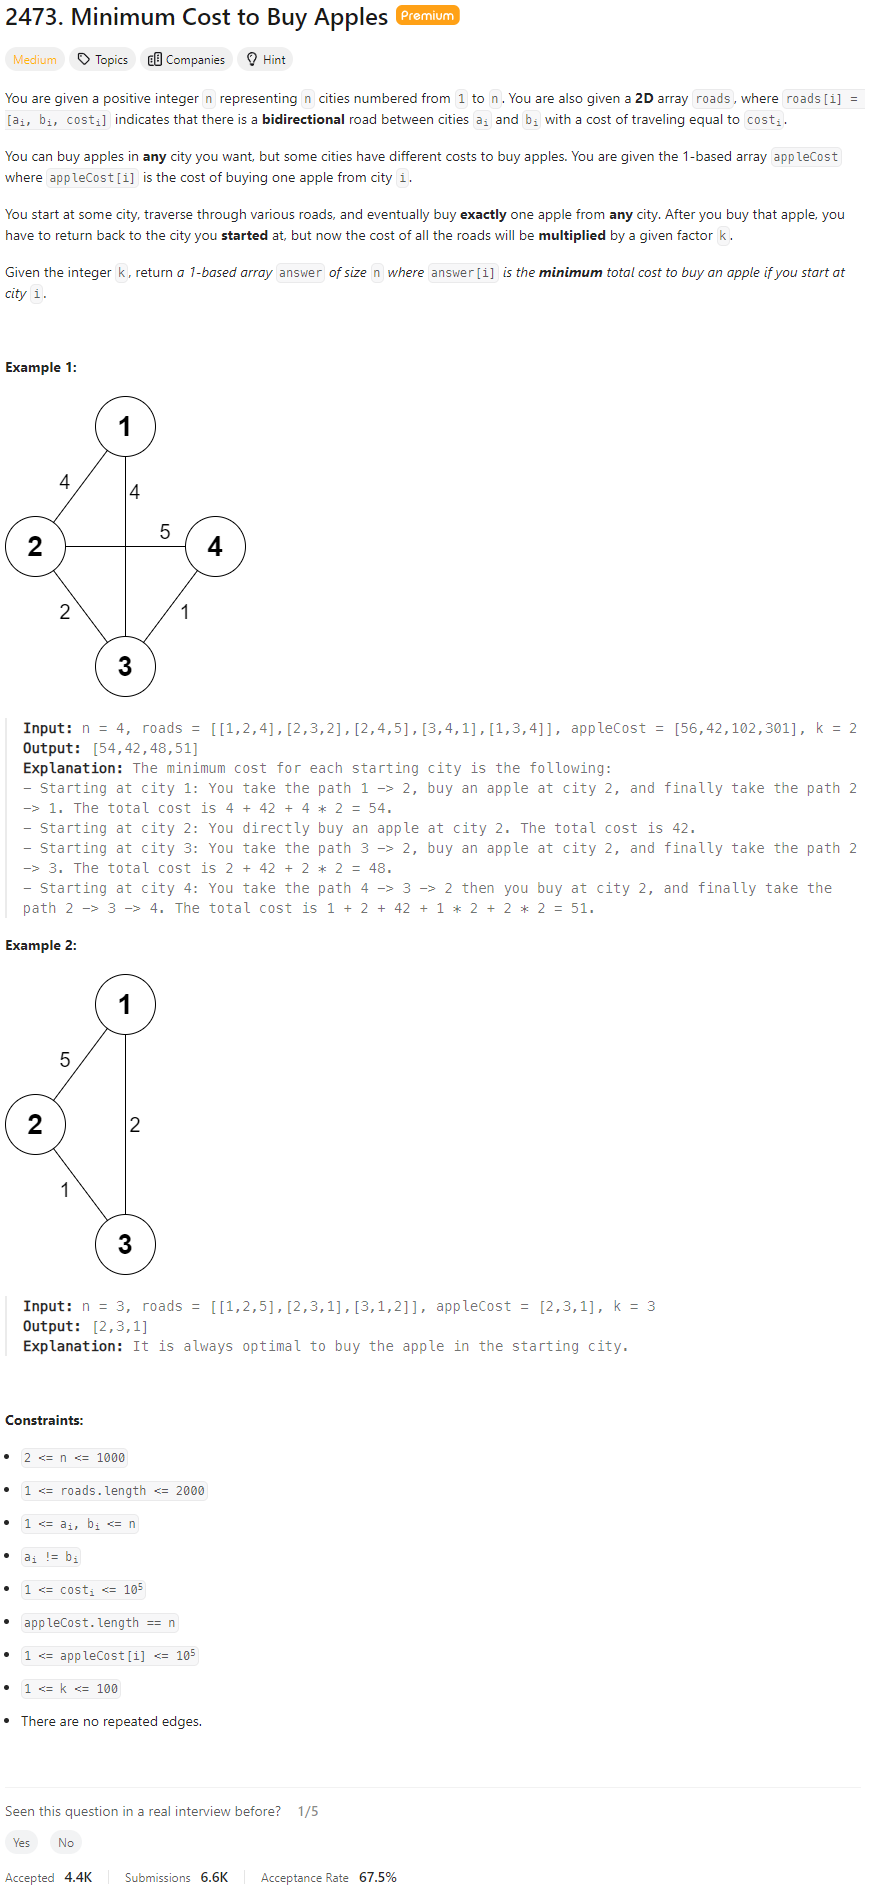 2473. Minimum Cost to Buy Apples Premium
Medium Topics Companies Hint
You are given a positive integer n representing n cities numbered from 1 to n. You are also given a 2D array roads, where roads[i] =
[ai, bi, costi] indicates that there is a bidirectional road between cities ai and bi with a cost of traveling equal to costi.
You can buy apples in any city you want, but some cities have different costs to buy apples. You are given the 1-based array appleCost
where appleCost[i] is the cost of buying one apple from city i.
You start at some city, traverse through various roads, and eventually buy exactly one apple from any city. After you buy that apple, you
have to return back to the city you started at, but now the cost of all the roads will be multiplied by a given factor k.
Given the integer k, return a 1-based array answer of size n where answer[i] is the minimum total cost to buy an apple if you start at
city i.
Example 1:
1
4
4
5
2
4
2
1
3
Input: n = 4, roads = [[1,2,4],[2,3,2],[2,4,5],[3,4,1],[1,3,4]], appleCost = [56,42,102,301], k = 2
Output: [54,42,48,51]
Explanation: The minimum cost for each starting city is the following:
- Starting at city 1: You take the path 1 -> 2, buy an apple at city 2, and finally take the path 2
-> 1. The total cost is 4 + 42 + 4 * 2 = 54.
- Starting at city 2: You directly buy an apple at city 2. The total cost is 42.
- Starting at city 3: You take the path 3 -> 2, buy an apple at city 2, and finally take the path 2
-> 3. The total cost is 2 + 42 + 2 * 2 = 48.
- Starting at city 4: You take the path 4 -> 3 -> 2 then you buy at city 2, and finally take the
path 2 -> 3 -> 4. The total cost is 1 + 2 + 42 + 1 * 2 + 2 * 2 = 51.
Example 2:
1
5
2
2
1
3
Input: n = 3, roads = [[1,2,5],[2,3,1],[3,1,2]], appleCost = [2,3,1], k = 3
Output: [2,3,1]
Explanation: It is always optimal to buy the apple in the starting city.
Constraints:
• 2 <= n <= 1000
• 1 <= roads.length <= 2000
• 1 <= ai, bi <= n
• ai != bi
• 1 <= costi <= 10⁵
• appleCost.length == n
• 1 <= appleCost[i] <= 10⁵
• 1 <= k <= 100
• There are no repeated edges.
Seen this question in a real interview before? 1/5
Yes No
Accepted 4.4K Submissions 6.6K Acceptance Rate 67.5%